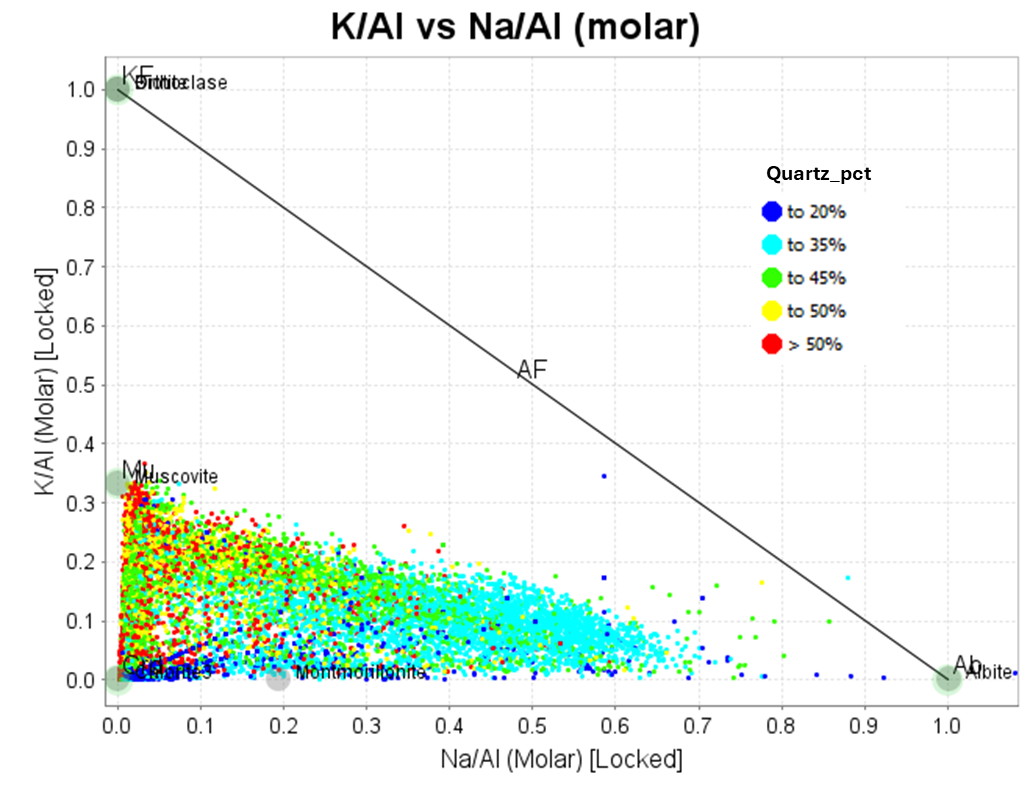 K/Al vs Na/Al (molar)
K/Al (Molar) [Locked]
1.0
0.9
0.8
0.7
0.6
0.5
0.4
0.3
0.2
0.1
0.0
KF
Orthoclase
Quartz_pct
to 20%
to 35%
to 45%
to 50%
> 50%
AF
Mu
Muscovite
Montmorillonite
Ab
Albite
0.0 0.1 0.2 0.3 0.4 0.5 0.6 0.7 0.8 0.9 1.0
Na/Al (Molar) [Locked]